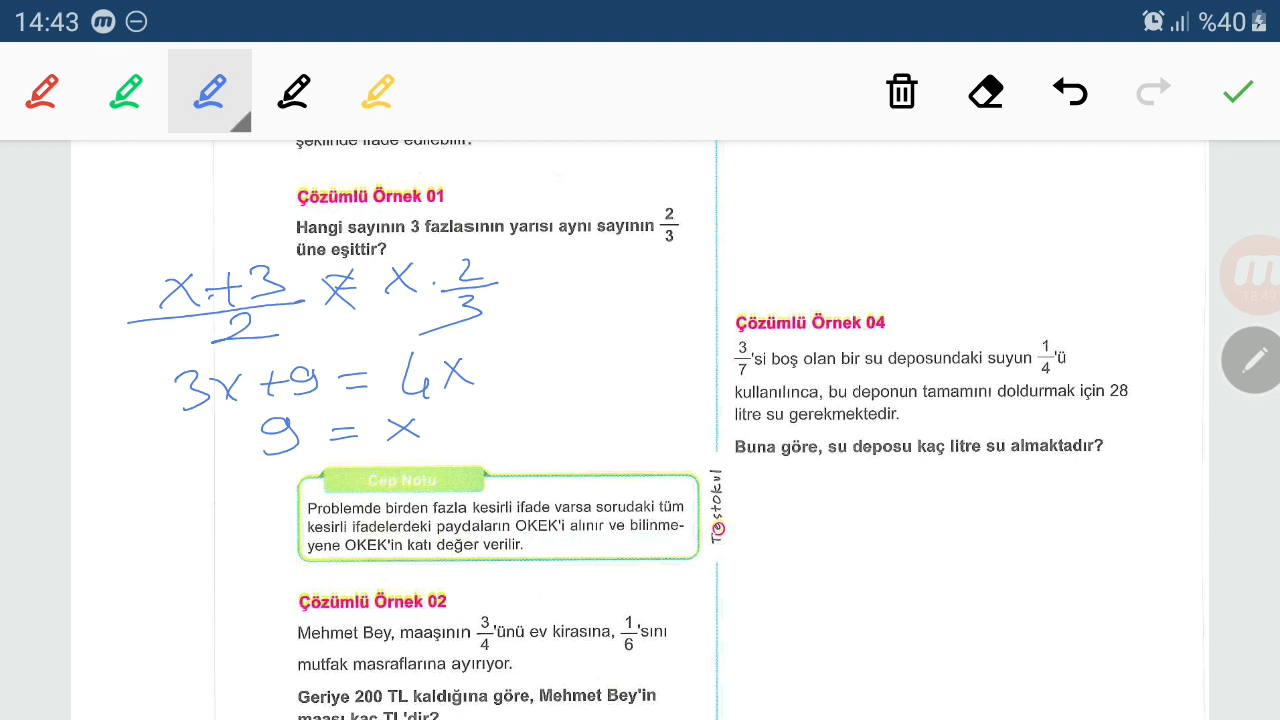 14:43
%40
şeklinde ifade edilebilir.
Çözümlü Örnek 01
Hangi sayının 3 fazlasının yarısı aynı sayının 2/3
üne eşittir?
x+3/2 = x · 2/3
3x+9 = 4x
9 = x
Cep Notu
Problemde birden fazla kesirli ifade varsa sorudaki tüm
kesirli ifadelerdeki paydaların OKEK'i alınır ve bilinme-
yene OKEK'in katı değer verilir.
Çözümlü Örnek 02
Mehmet Bey, maaşının 3/4'ünü ev kirasına, 1/6'sını
mutfak masraflarına ayırıyor.
Geriye 200 TL kaldığına göre, Mehmet Bey'in
maaşı kaç TL'dir?
Testokul
Çözümlü Örnek 04
3/7'si boş olan bir su deposundaki suyun 1/4'ü
kullanılınca, bu deponun tamamını doldurmak için 28
litre su gerekmektedir.
Buna göre, su deposu kaç litre su almaktadır?